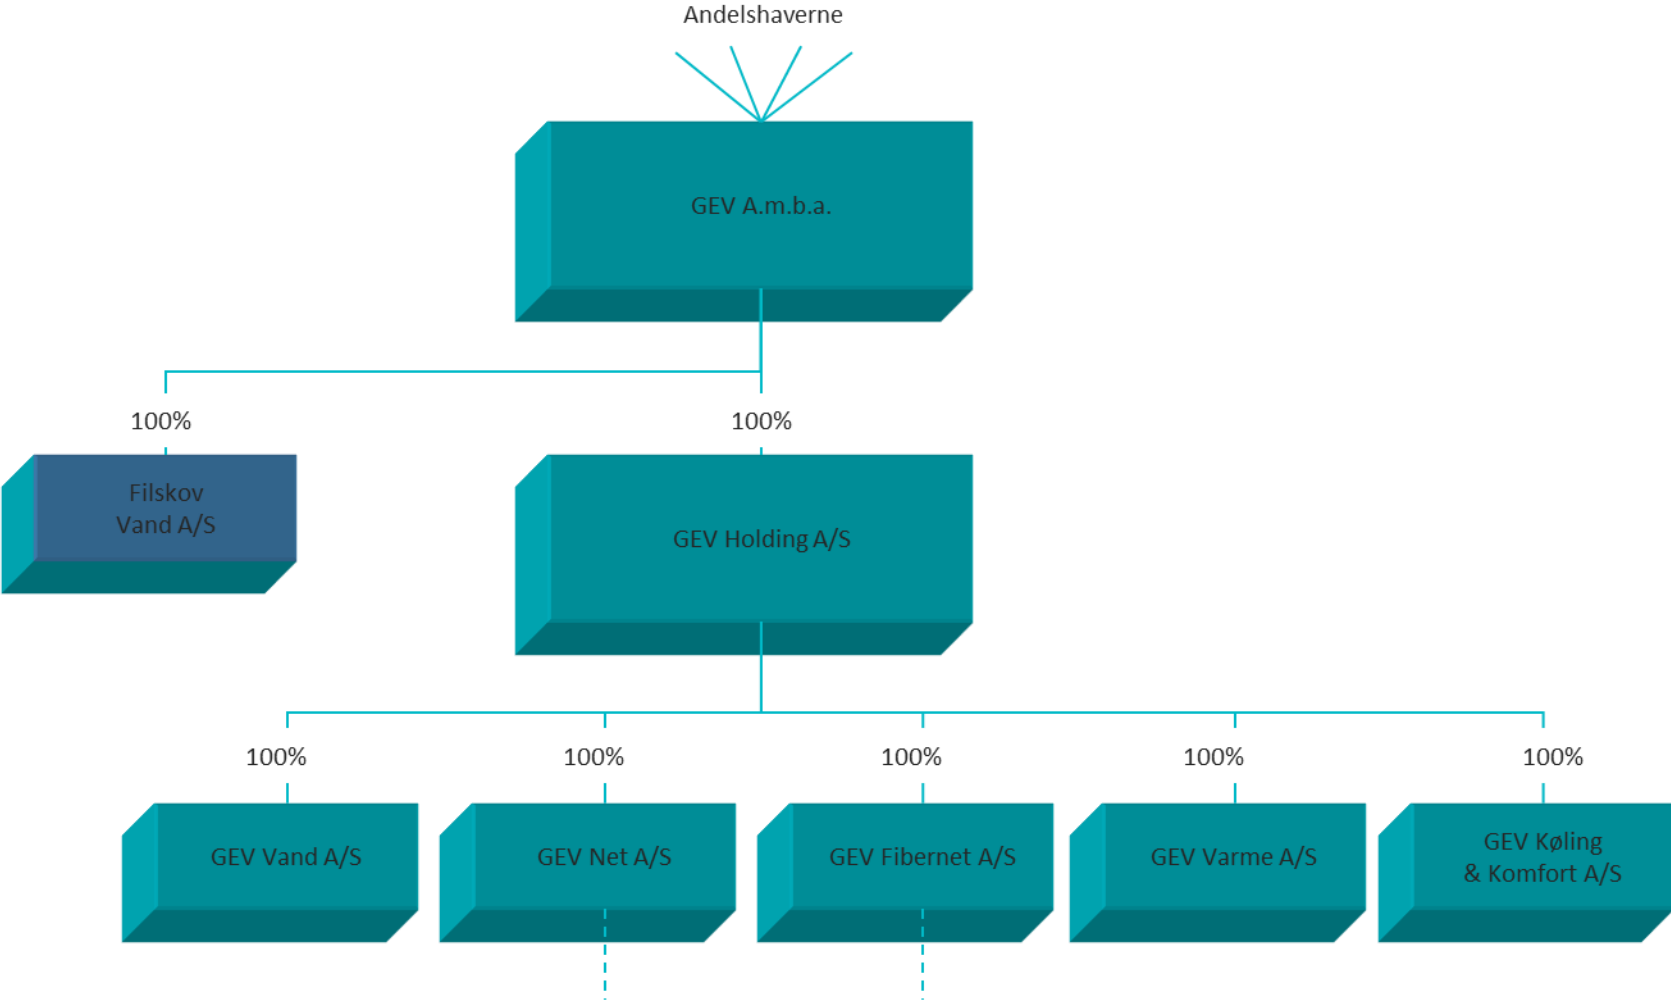 Andelshaverne
GEV A.m.b.a.
100%
100%
Filskov
Vand A/S
GEV Holding A/S
100%
100%
100%
100%
100%
GEV Vand A/S
GEV Net A/S
GEV Fibernet A/S
GEV Varme A/S
GEV Køling
& Komfort A/S